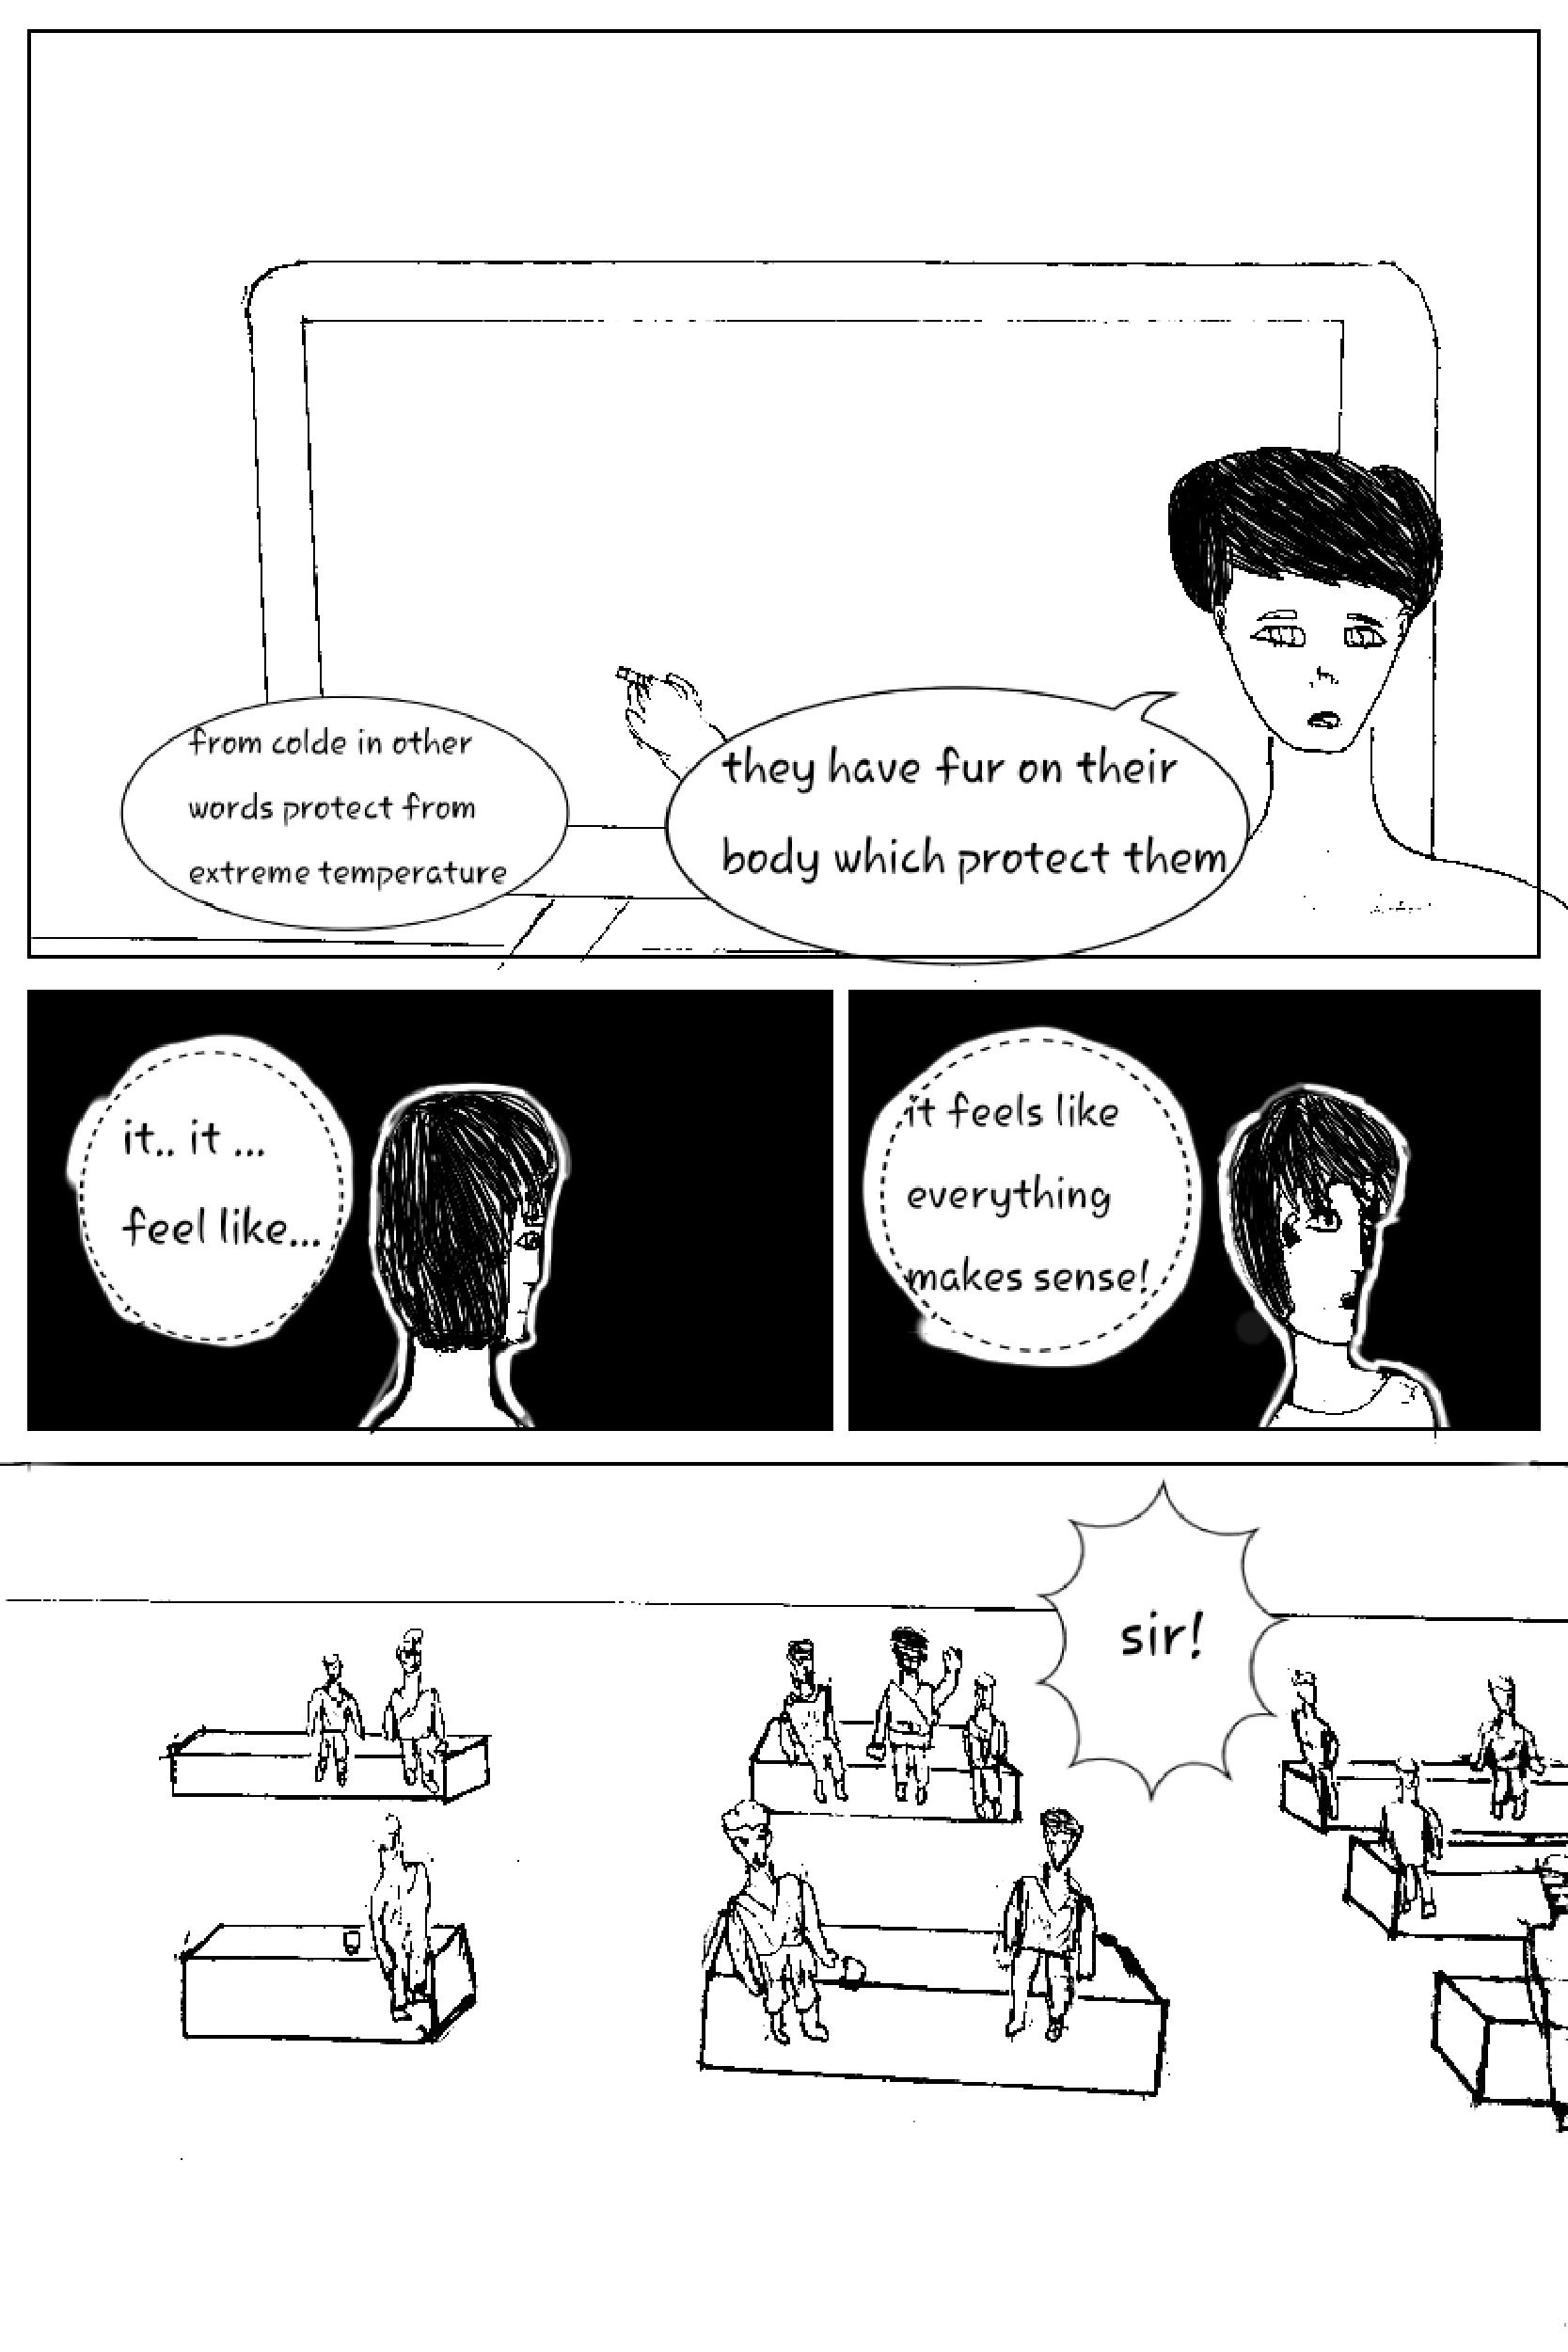 they have fur on their
body which protect them
from colde in other
words protect from
extreme temperature
it.. it ...
feel like...
it feels like
everything
makes sense!
sir!